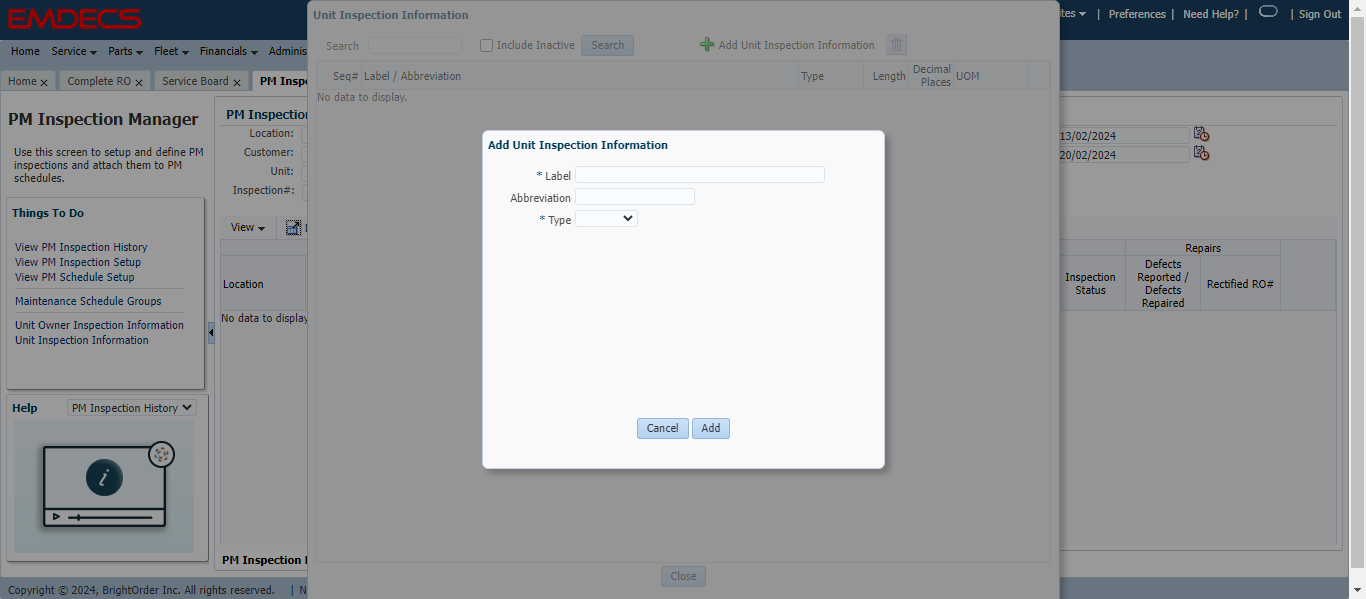 EMDECS
ites | Preferences | Need Help? | | Sign Out
Home Service Parts Fleet Financials Adminis
Home x Complete RO x Service Board x PM Inspe
PM Inspection Manager
Use this screen to setup and define PM
inspections and attach them to PM
schedules.
Things To Do
View PM Inspection History
View PM Inspection Setup
View PM Schedule Setup
Maintenance Schedule Groups
Unit Owner Inspection Information
Unit Inspection Information
Help PM Inspection History
i
PM Inspection
Location:
Customer:
Unit:
Inspection#:
13/02/2024
20/02/2024
View
Location
No data to display
Inspection
Status
Repairs
Defects
Reported /
Defects
Repaired
Rectified RO#
PM Inspection
Unit Inspection Information
Search Include Inactive Search Add Unit Inspection Information
Seq# Label / Abbreviation Type Length Decimal
Places UOM
No data to display.
Add Unit Inspection Information
* Label
Abbreviation
* Type
Cancel Add
Close
Copyright © 2024, BrightOrder Inc. All rights reserved. | N